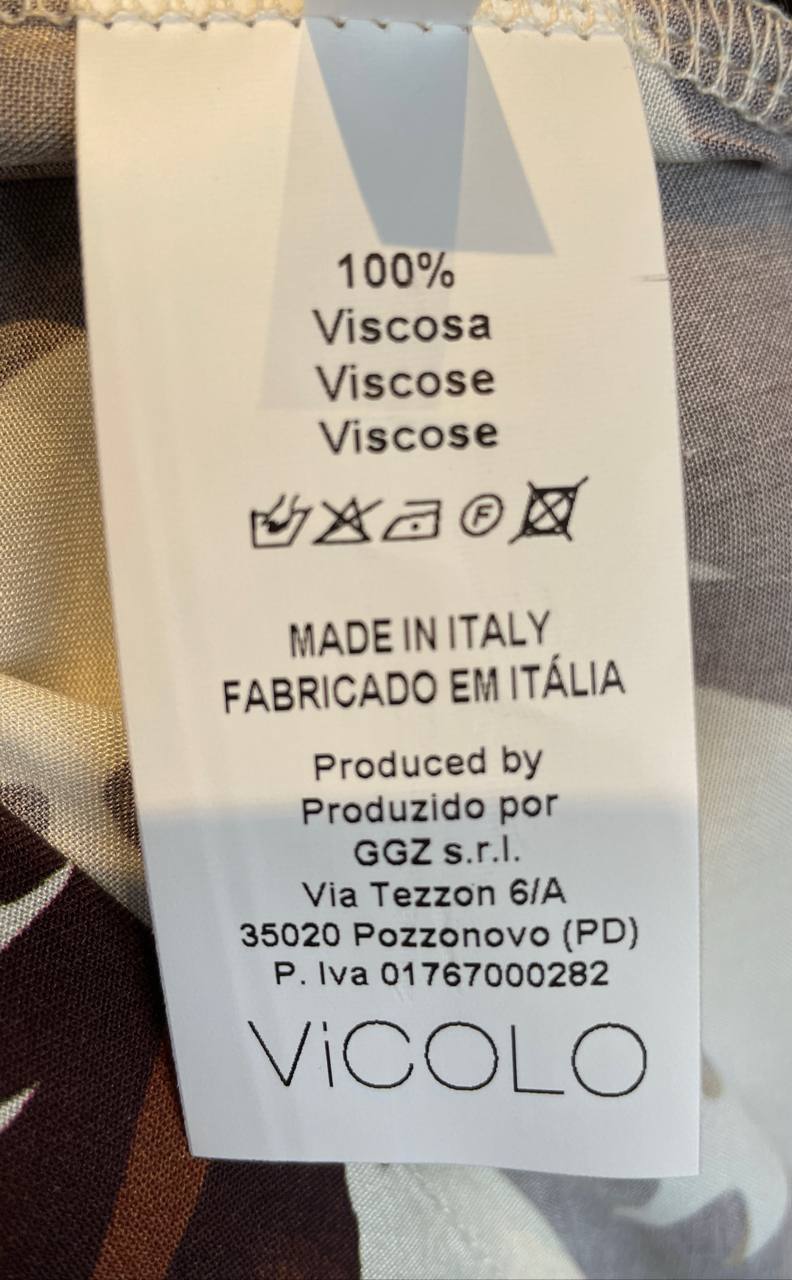 100%
Viscosa
Viscose
Viscose
F
MADE IN ITALY
FABRICADO EM ITÁLIA
Produced by
Produzido por
GGZ s.r.l.
Via Tezzon 6/A
35020 Pozzonovo (PD)
P. Iva 01767000282
ViCOLO